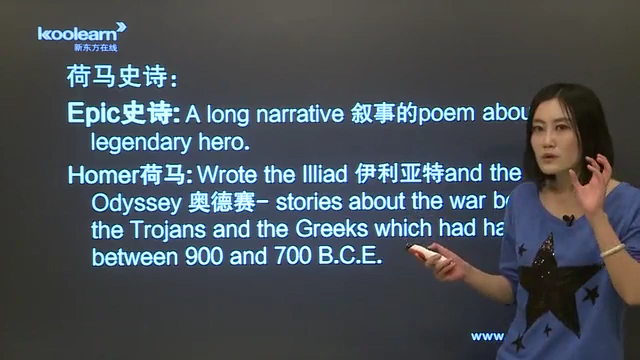 koolearn
新东方在线
荷马史诗：
Epic史诗: A long narrative 叙事的poem
legendary hero.
Homer荷马: Wrote the Illiad 伊利亚特and the
Odyssey 奥德赛- stories about the war
the Trojans and the Greeks which had
between 900 and 700 B.C.E.
www.